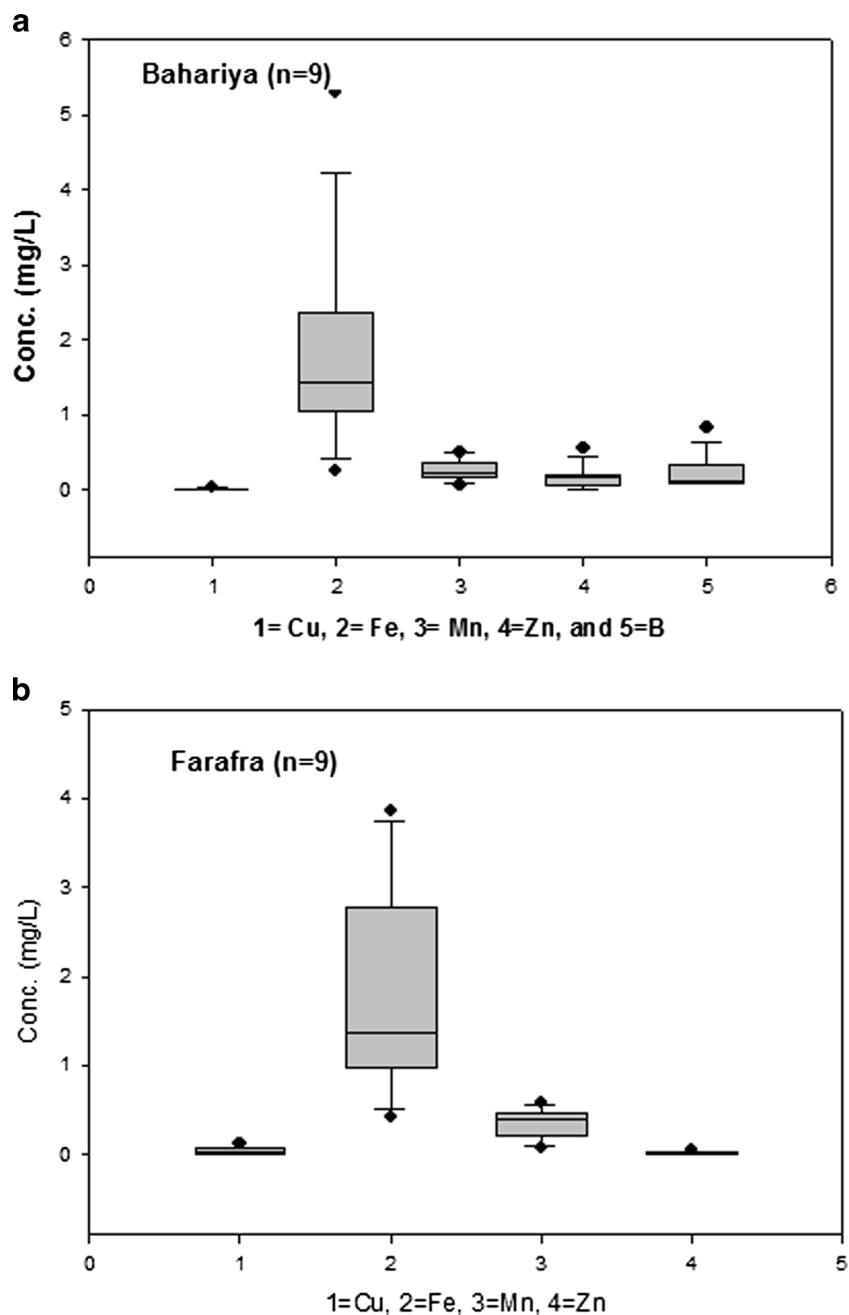 a
Bahariya (n=9)
Conc. (mg/L)
6
5
4
3
2
1
0
0 1 2 3 4 5 6
1= Cu, 2= Fe, 3= Mn, 4=Zn, and 5=B
b
Farafra (n=9)
Conc. (mg/L)
5
4
3
2
1
0
0 1 2 3 4 5
1=Cu, 2=Fe, 3=Mn, 4=Zn